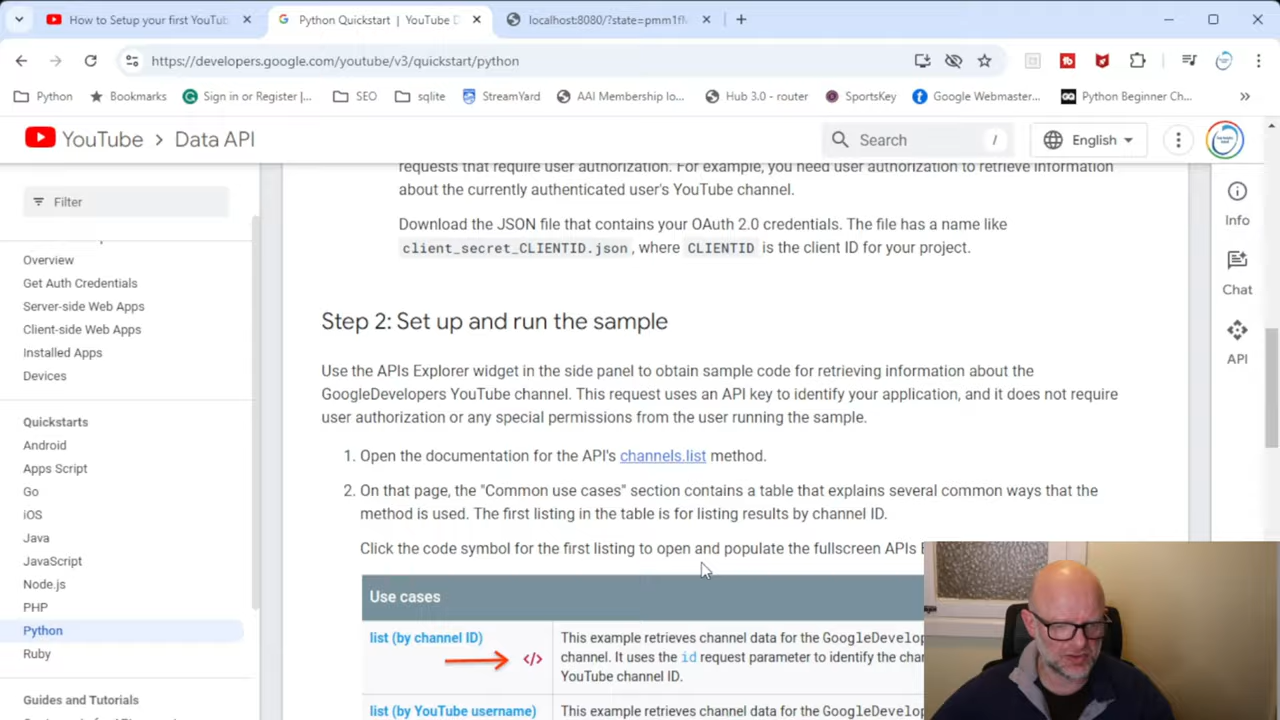 How to Setup your first YouTub
Python Quickstart | YouTube D
localhost:8080/?state=pmm1f
https://developers.google.com/youtube/v3/quickstart/python
Python
Bookmarks
Sign in or Register |...
SEO
sqlite
StreamYard
AAI Membership lo...
Hub 3.0 - router
SportsKey
Google Webmaster...
Python Beginner Ch...
YouTube > Data API
Search /
English
Filter
Overview
Get Auth Credentials
Server-side Web Apps
Client-side Web Apps
Installed Apps
Devices
Quickstarts
Android
Apps Script
Go
iOS
Java
JavaScript
Node.js
PHP
Python
Ruby
Guides and Tutorials
requests that require user authorization. For example, you need user authorization to retrieve information
about the currently authenticated user's YouTube channel.
Download the JSON file that contains your OAuth 2.0 credentials. The file has a name like
client_secret_CLIENTID.json, where CLIENTID is the client ID for your project.
Step 2: Set up and run the sample
Use the APIs Explorer widget in the side panel to obtain sample code for retrieving information about the
GoogleDevelopers YouTube channel. This request uses an API key to identify your application, and it does not require
user authorization or any special permissions from the user running the sample.
1. Open the documentation for the API's channels.list method.
2. On that page, the "Common use cases" section contains a table that explains several common ways that the
method is used. The first listing in the table is for listing results by channel ID.
Click the code symbol for the first listing to open and populate the fullscreen APIs E
Use cases
list (by channel ID)
</>
This example retrieves channel data for the GoogleDevelop
channel. It uses the id request parameter to identify the cha
YouTube channel ID.
list (by YouTube username)
This example retrieves channel data for the GoogleDevelop
Info
Chat
API